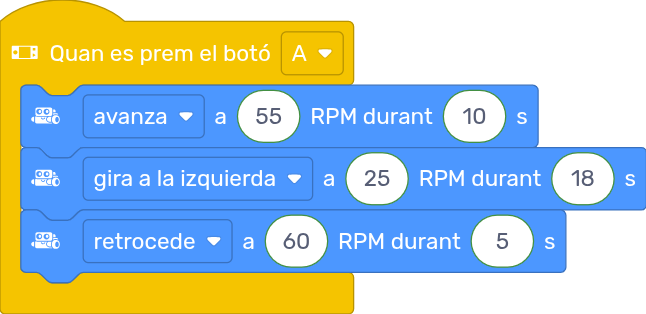 Quan es prem el botó A
avanza a 55 RPM durant 10 s
gira a la izquierda a 25 RPM durant 18 s
retrocede a 60 RPM durant 5 s